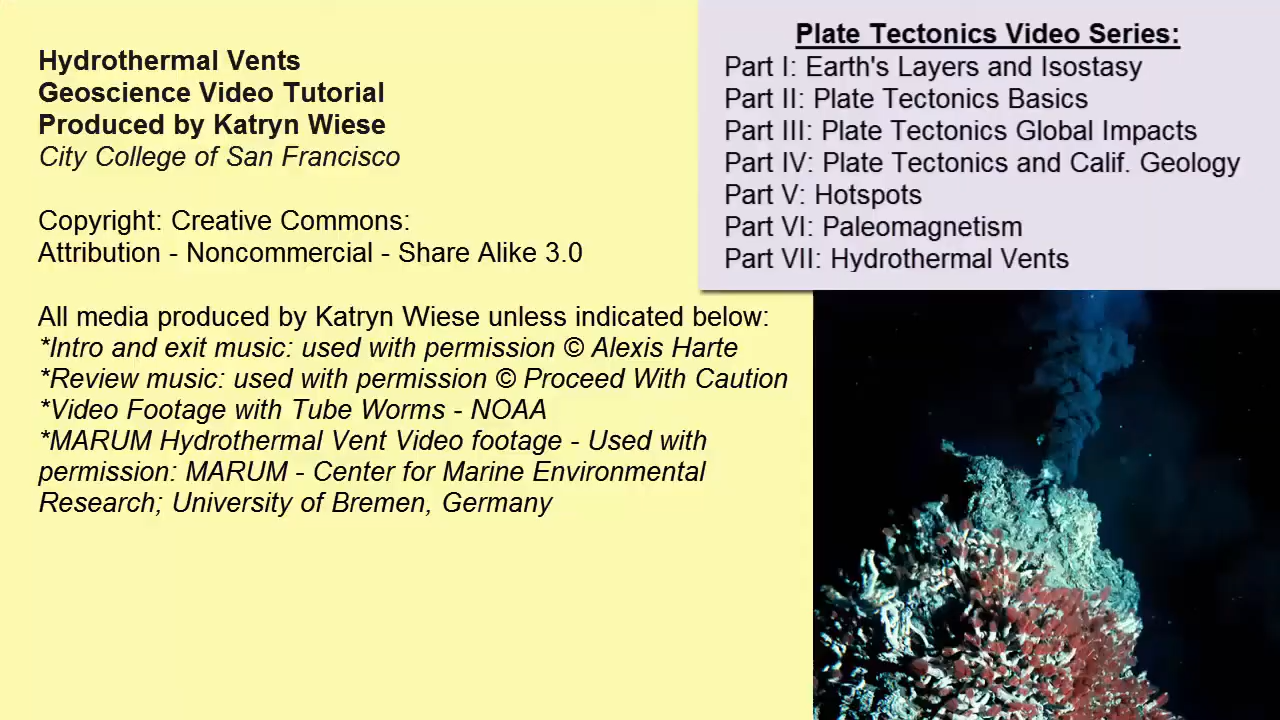 Hydrothermal Vents
Geoscience Video Tutorial
Produced by Katryn Wiese
City College of San Francisco
Copyright: Creative Commons:
Attribution - Noncommercial - Share Alike 3.0
All media produced by Katryn Wiese unless indicated below:
*Intro and exit music: used with permission © Alexis Harte
*Review music: used with permission © Proceed With Caution
*Video Footage with Tube Worms - NOAA
*MARUM Hydrothermal Vent Video footage - Used with
permission: MARUM - Center for Marine Environmental
Research; University of Bremen, Germany
Plate Tectonics Video Series:
Part I: Earth's Layers and Isostasy
Part II: Plate Tectonics Basics
Part III: Plate Tectonics Global Impacts
Part IV: Plate Tectonics and Calif. Geology
Part V: Hotspots
Part VI: Paleomagnetism
Part VII: Hydrothermal Vents